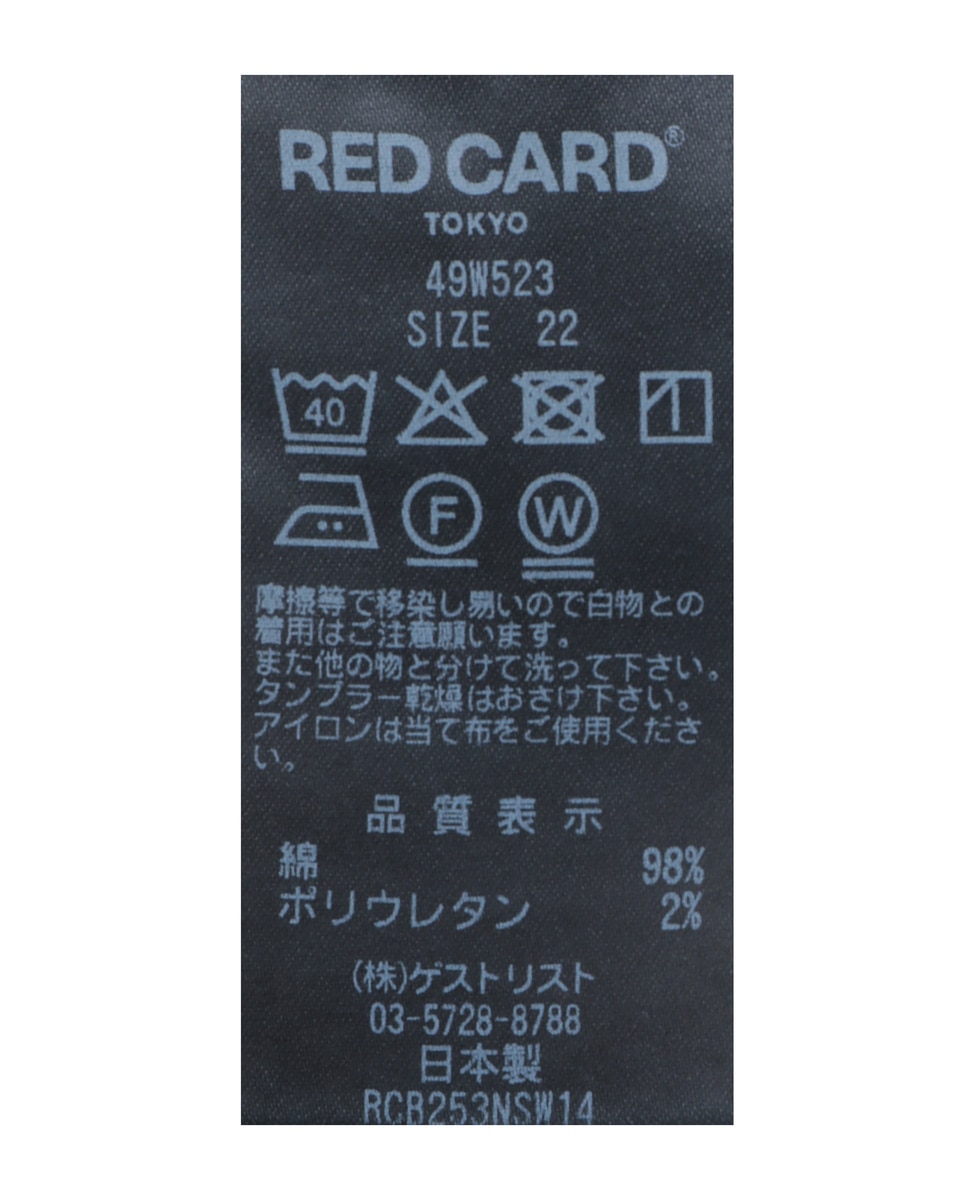 RED CARD®
TOKYO
49W523
SIZE 22
40
F W
摩擦等で移染し易いので白物との
着用はご注意願います。
また他の物と分けて洗って下さい。
タンブラー乾燥はおさけ下さい。
アイロンは当て布をご使用くださ
い。
品質表示
綿 98%
ポリウレタン 2%
(株)ゲストリスト
03-5728-8788
日本製
RCB253NSW14